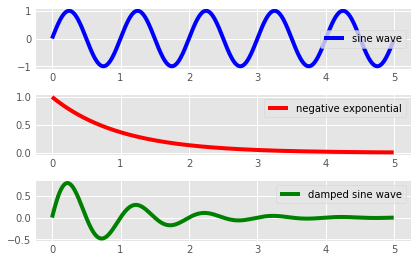 1
0
−1
sine wave
0 1 2 3 4 5
1.0
0.5
0.0
negative exponential
0 1 2 3 4 5
0.5
0.0
−0.5
damped sine wave
0 1 2 3 4 5